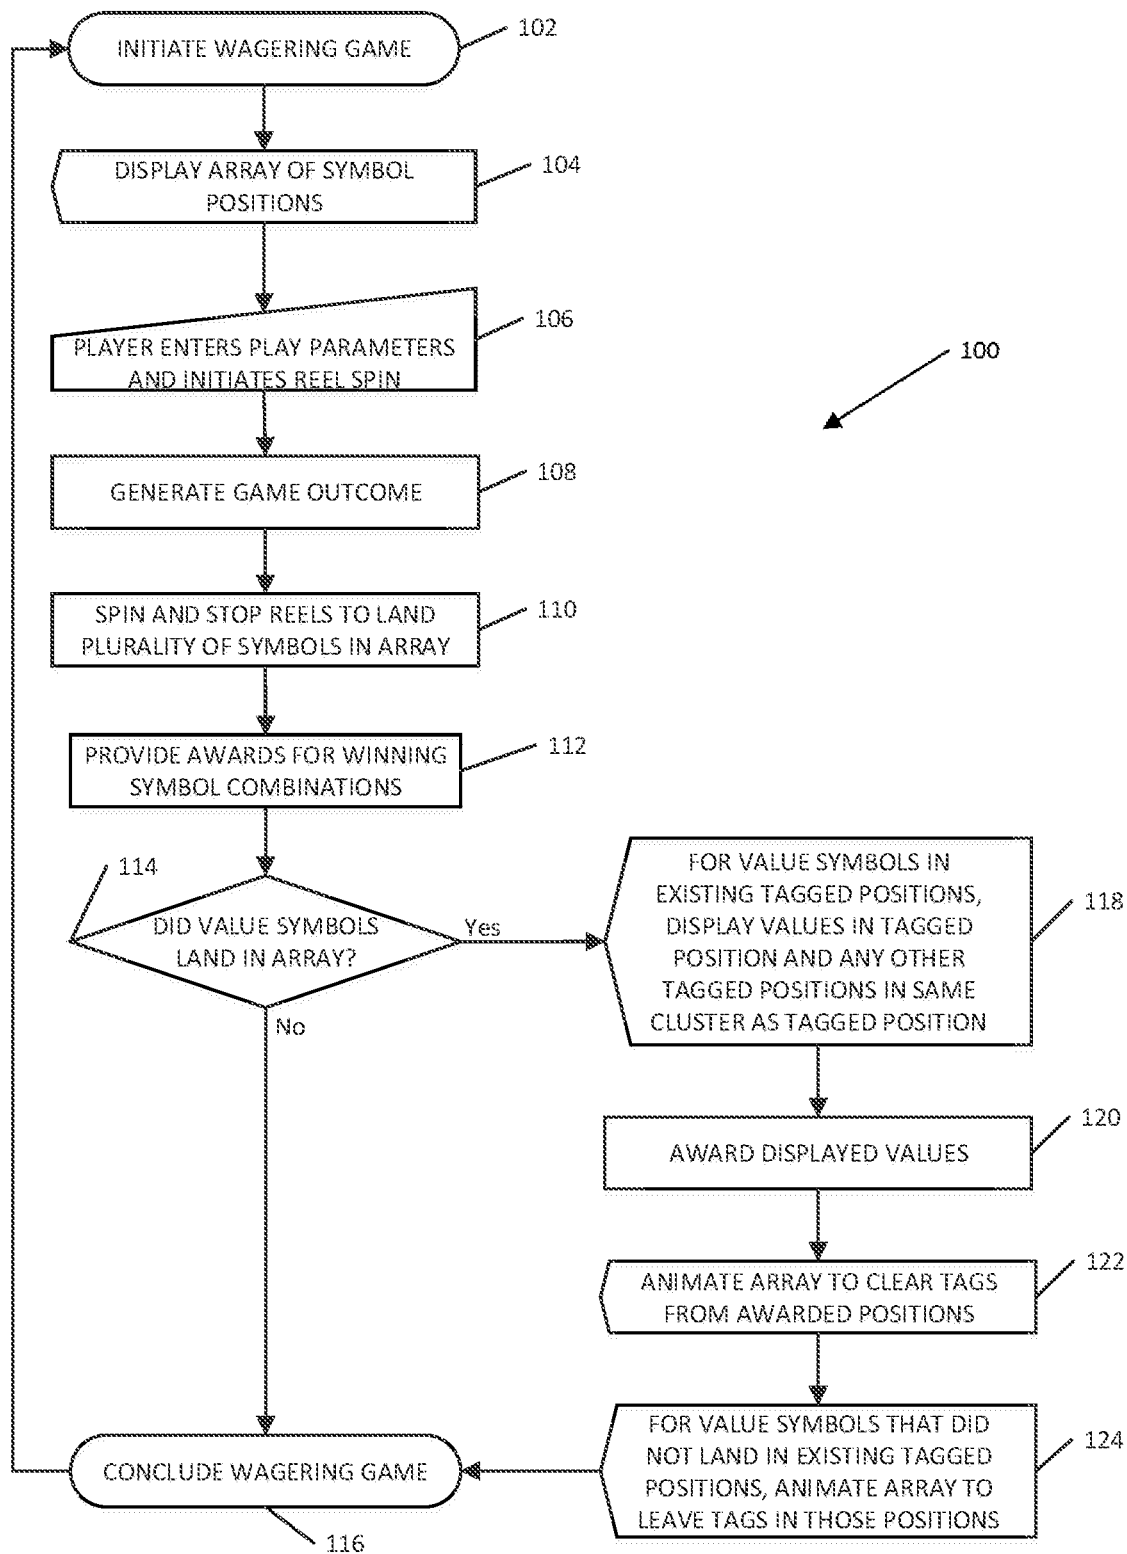 INITIATE WAGERING GAME
102
DISPLAY ARRAY OF SYMBOL
POSITIONS
104
PLAYER ENTERS PLAY PARAMETERS
AND INITIATES REEL SPIN
106
100
GENERATE GAME OUTCOME
108
SPIN AND STOP REELS TO LAND
PLURALITY OF SYMBOLS IN ARRAY
110
PROVIDE AWARDS FOR WINNING
SYMBOL COMBINATIONS
112
114
DID VALUE SYMBOLS
LAND IN ARRAY?
Yes
No
FOR VALUE SYMBOLS IN
EXISTING TAGGED POSITIONS,
DISPLAY VALUES IN TAGGED
POSITION AND ANY OTHER
TAGGED POSITIONS IN SAME
CLUSTER AS TAGGED POSITION
118
AWARD DISPLAYED VALUES
120
ANIMATE ARRAY TO CLEAR TAGS
FROM AWARDED POSITIONS
122
FOR VALUE SYMBOLS THAT DID
NOT LAND IN EXISTING TAGGED
POSITIONS, ANIMATE ARRAY TO
LEAVE TAGS IN THOSE POSITIONS
124
CONCLUDE WAGERING GAME
116